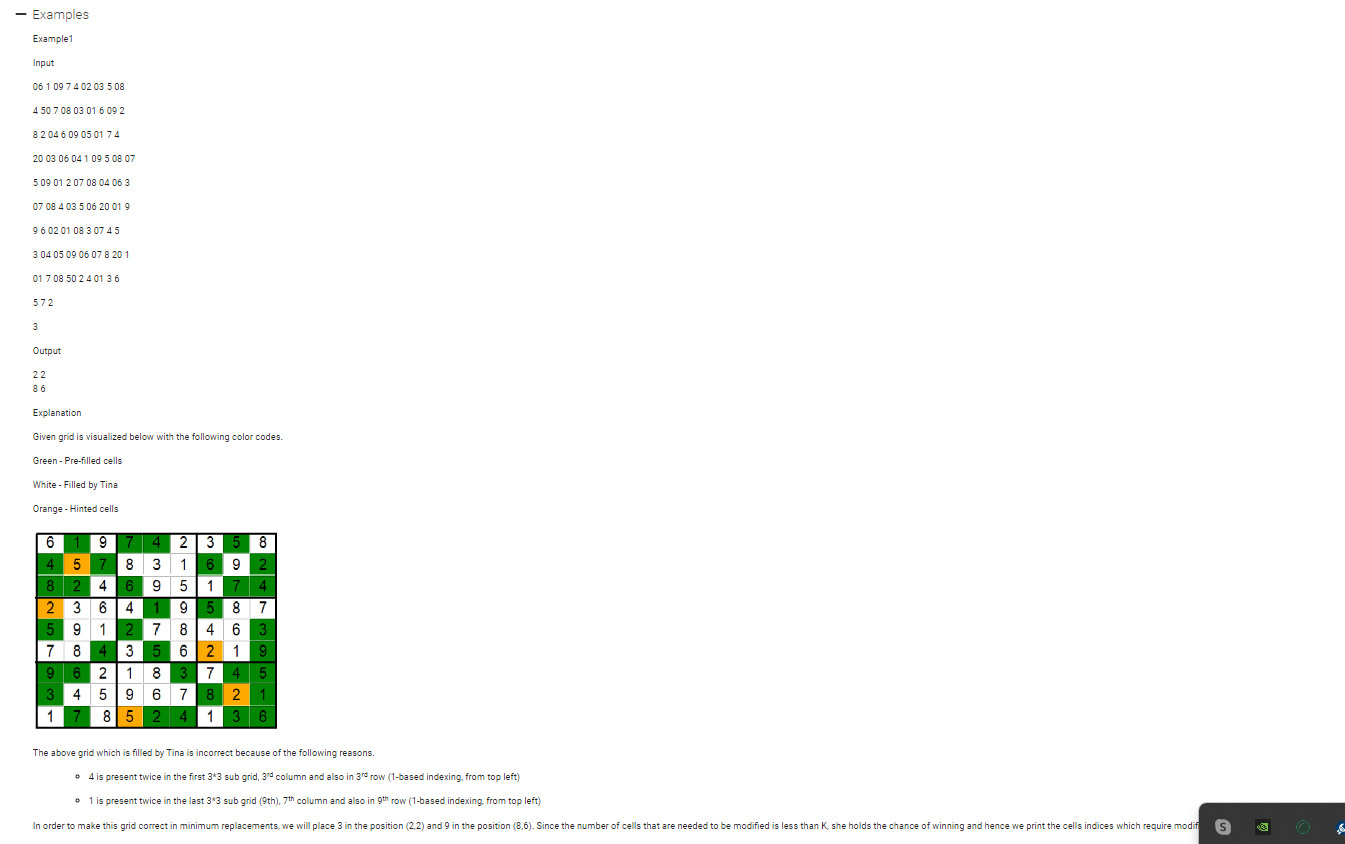 Examples
Example1
Input
06 1 09 7 4 02 03 5 08
4 50 7 08 03 01 6 09 2
8 2 04 6 09 05 01 7 4
20 03 06 04 1 09 5 08 07
5 09 01 2 07 08 04 06 3
07 08 4 03 5 06 20 01 9
9 6 02 01 08 3 07 4 5
3 04 05 09 06 07 8 20 1
01 7 08 50 2 4 01 3 6
5 7 2
3
Output
2 2
8 6
Explanation
Given grid is visualized below with the following color codes.
Green - Pre-filled cells
White - Filled by Tina
Orange - Hinted cells
6 1 9 7 4 2 3 5 8
4 5 7 8 3 1 6 9 2
8 2 4 6 9 5 1 7 4
2 3 6 4 1 9 5 8 7
5 9 1 2 7 8 4 6 3
7 8 4 3 5 6 2 1 9
9 6 2 1 8 3 7 4 5
3 4 5 9 6 7 8 2 1
1 7 8 5 2 4 1 3 6
The above grid which is filled by Tina is incorrect because of the following reasons.
4 is present twice in the first 3*3 sub grid, 3rd column and also in 3rd row (1-based indexing, from top left)
1 is present twice in the last 3*3 sub grid (9th), 7th column and also in 9th row (1-based indexing, from top left)
In order to make this grid correct in minimum replacements, we will place 3 in the position (2,2) and 9 in the position (8,6). Since the number of cells that are needed to be modified is less than K, she holds the chance of winning and hence we print the cells indices which require modif